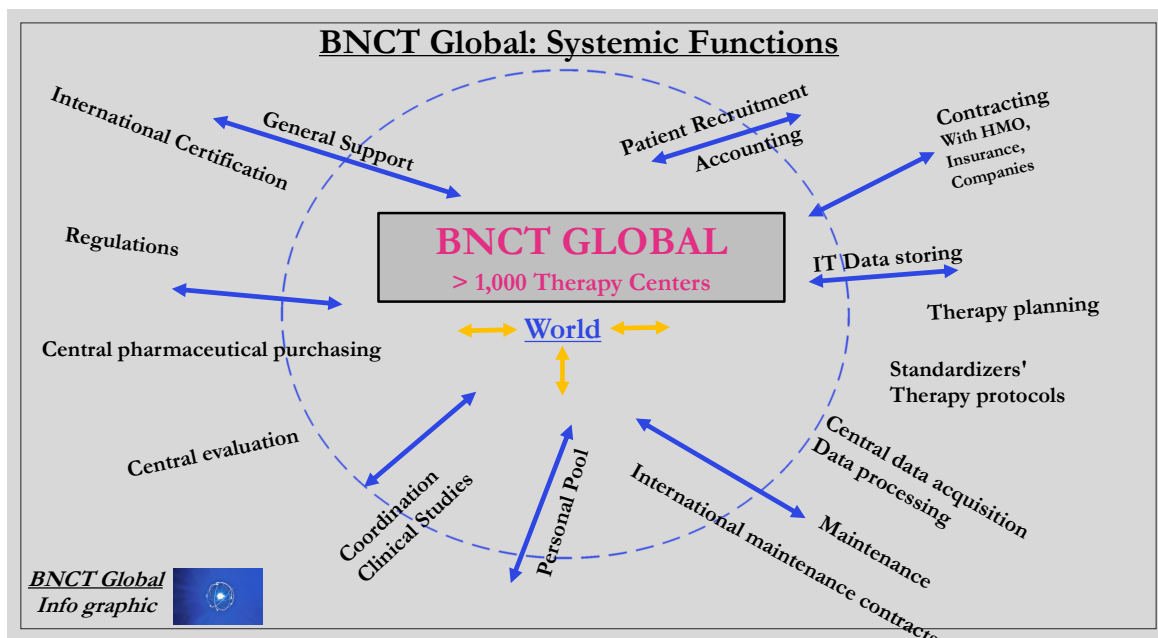 BNCT Global: Systemic Functions
International Certification
General Support
Patient Recruitment
Accounting
Contracting
With HMO,
Insurance,
Companies
BNCT GLOBAL
> 1,000 Therapy Centers
Regulations
IT Data storing
World
Therapy planning
Central pharmaceutical purchasing
Standardizers'
Therapy protocols
Central evaluation
Coordination
Clinical Studies
Personal Pool
International maintenance contracts
Maintenance
Central data acquisition
Data processing
BNCT Global
Info graphic